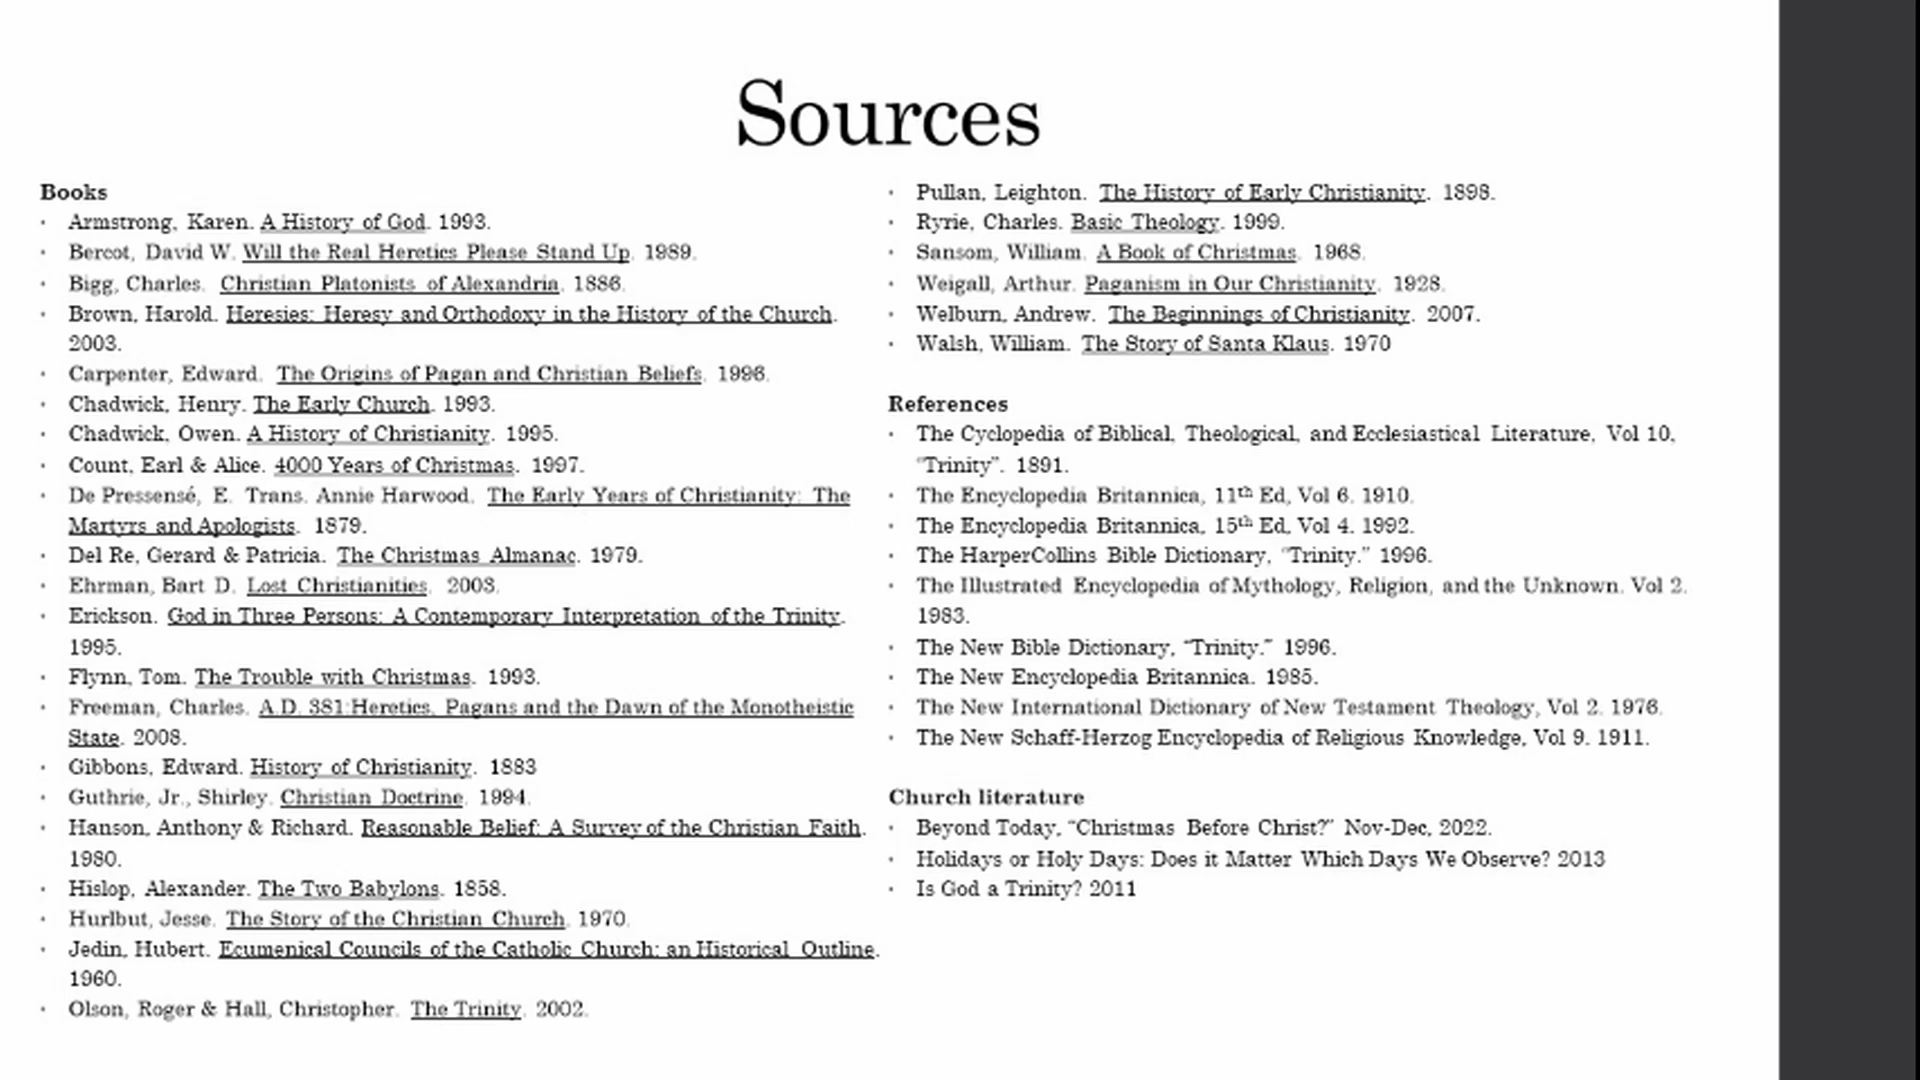 Sources
Books
· Armstrong, Karen. A History of God. 1993.
· Bercot, David W. Will the Real Heretics Please Stand Up. 1989.
· Bigg, Charles. Christian Platonists of Alexandria. 1886.
· Brown, Harold. Heresies: Heresy and Orthodoxy in the History of the Church.
2003.
· Carpenter, Edward. The Origins of Pagan and Christian Beliefs. 1996.
· Chadwick, Henry. The Early Church. 1993.
· Chadwick, Owen. A History of Christianity. 1995.
· Count, Earl & Alice. 4000 Years of Christmas. 1997.
· De Pressensé, E. Trans. Annie Harwood. The Early Years of Christianity: The
Martyrs and Apologists. 1879.
· Del Re, Gerard & Patricia. The Christmas Almanac. 1979.
· Ehrman, Bart D. Lost Christianities. 2003.
· Erickson. God in Three Persons: A Contemporary Interpretation of the Trinity.
1995.
· Flynn, Tom. The Trouble with Christmas. 1993.
· Freeman, Charles. A.D. 381:Heretics, Pagans and the Dawn of the Monotheistic
State. 2008.
· Gibbons, Edward. History of Christianity. 1883
· Guthrie, Jr., Shirley. Christian Doctrine. 1994.
· Hanson, Anthony & Richard. Reasonable Belief: A Survey of the Christian Faith.
1980.
· Hislop, Alexander. The Two Babylons. 1858.
· Hurlbut, Jesse. The Story of the Christian Church. 1970.
· Jedin, Hubert. Ecumenical Councils of the Catholic Church: an Historical Outline.
1960.
· Olson, Roger & Hall, Christopher. The Trinity. 2002.
· Pullan, Leighton. The History of Early Christianity. 1898.
· Ryrie, Charles. Basic Theology. 1999.
· Sansom, William. A Book of Christmas. 1968.
· Weigall, Arthur. Paganism in Our Christianity. 1928.
· Welburn, Andrew. The Beginnings of Christianity. 2007.
· Walsh, William. The Story of Santa Klaus. 1970
References
· The Cyclopedia of Biblical, Theological, and Ecclesiastical Literature, Vol 10,
“Trinity”. 1891.
· The Encyclopedia Britannica, 11th Ed, Vol 6. 1910.
· The Encyclopedia Britannica, 15th Ed, Vol 4. 1992.
· The HarperCollins Bible Dictionary, “Trinity.” 1996.
· The Illustrated Encyclopedia of Mythology, Religion, and the Unknown. Vol 2.
1983.
· The New Bible Dictionary, “Trinity.” 1996.
· The New Encyclopedia Britannica. 1985.
· The New International Dictionary of New Testament Theology, Vol 2. 1976.
· The New Schaff-Herzog Encyclopedia of Religious Knowledge, Vol 9. 1911.
Church literature
· Beyond Today, “Christmas Before Christ?” Nov-Dec, 2022.
· Holidays or Holy Days: Does it Matter Which Days We Observe? 2013
· Is God a Trinity? 2011